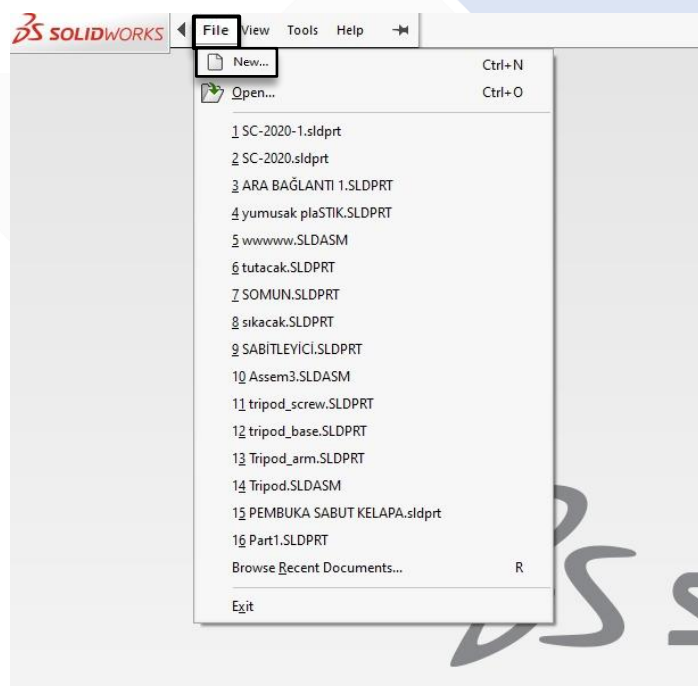 SOLIDWORKS File View Tools Help
New... Ctrl+N
Open... Ctrl+O
1 SC-2020-1.sldprt
2 SC-2020.sldprt
3 ARA BAĞLANTI 1.SLDPRT
4 yumusak plaSTIK.SLDPRT
5 wwwww.SLDASM
6 tutacak.SLDPRT
7 SOMUN.SLDPRT
8 sıkacak.SLDPRT
9 SABİTLEYİCİ.SLDPRT
10 Assem3.SLDASM
11 tripod_screw.SLDPRT
12 tripod_base.SLDPRT
13 Tripod_arm.SLDPRT
14 Tripod.SLDASM
15 PEMBUKA SABUT KELAPA.sldprt
16 Part1.SLDPRT
Browse Recent Documents... R
Exit